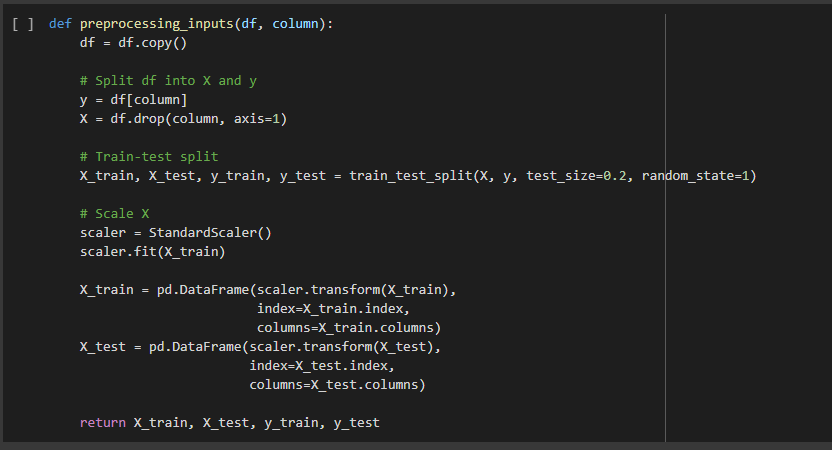 [ ] def preprocessing_inputs(df, column):
    df = df.copy()

    # Split df into X and y
    y = df[column]
    X = df.drop(column, axis=1)

    # Train-test split
    X_train, X_test, y_train, y_test = train_test_split(X, y, test_size=0.2, random_state=1)

    # Scale X
    scaler = StandardScaler()
    scaler.fit(X_train)

    X_train = pd.DataFrame(scaler.transform(X_train),
                           index=X_train.index,
                           columns=X_train.columns)
    X_test = pd.DataFrame(scaler.transform(X_test),
                          index=X_test.index,
                          columns=X_test.columns)

    return X_train, X_test, y_train, y_test